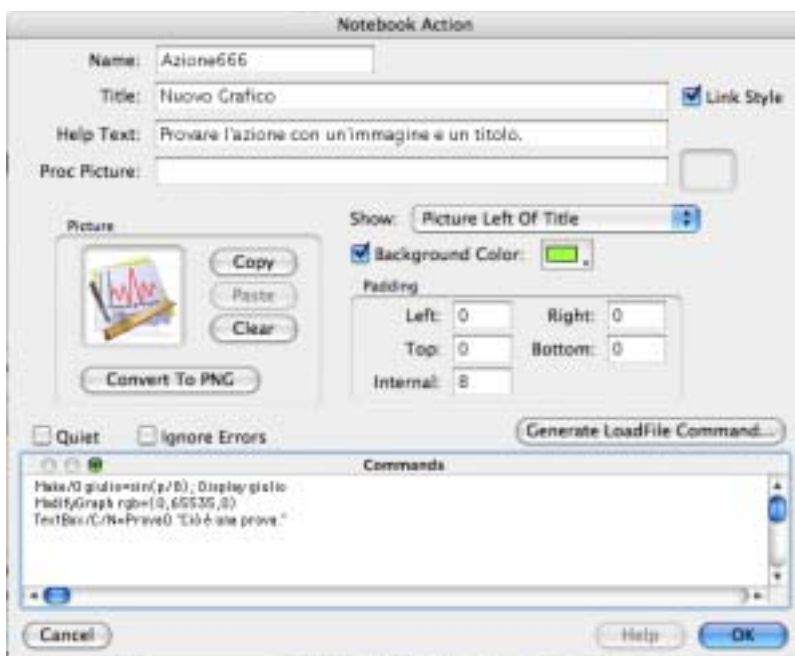 Notebook Action
Name: Azione666
Title: Nuovo Grafico
Link Style
Help Text: Provare l'azione con un'immagine e un titolo.
Proc Picture:
Picture
Copy
Paste
Clear
Convert To PNG
Show: Picture Left Of Title
Background Color:
Padding
Left: 0 Right: 0
Top: 0 Bottom: 0
Internal: 8
Quiet Ignore Errors
Generate LoadFile Command...
Commands
Make/O giulio=sin(p/8); Display giulio
ModifyGraph rgb=(0,65535,0)
TextBox/C/N=Prova0 "Ciò è una prova."
Cancel Help OK